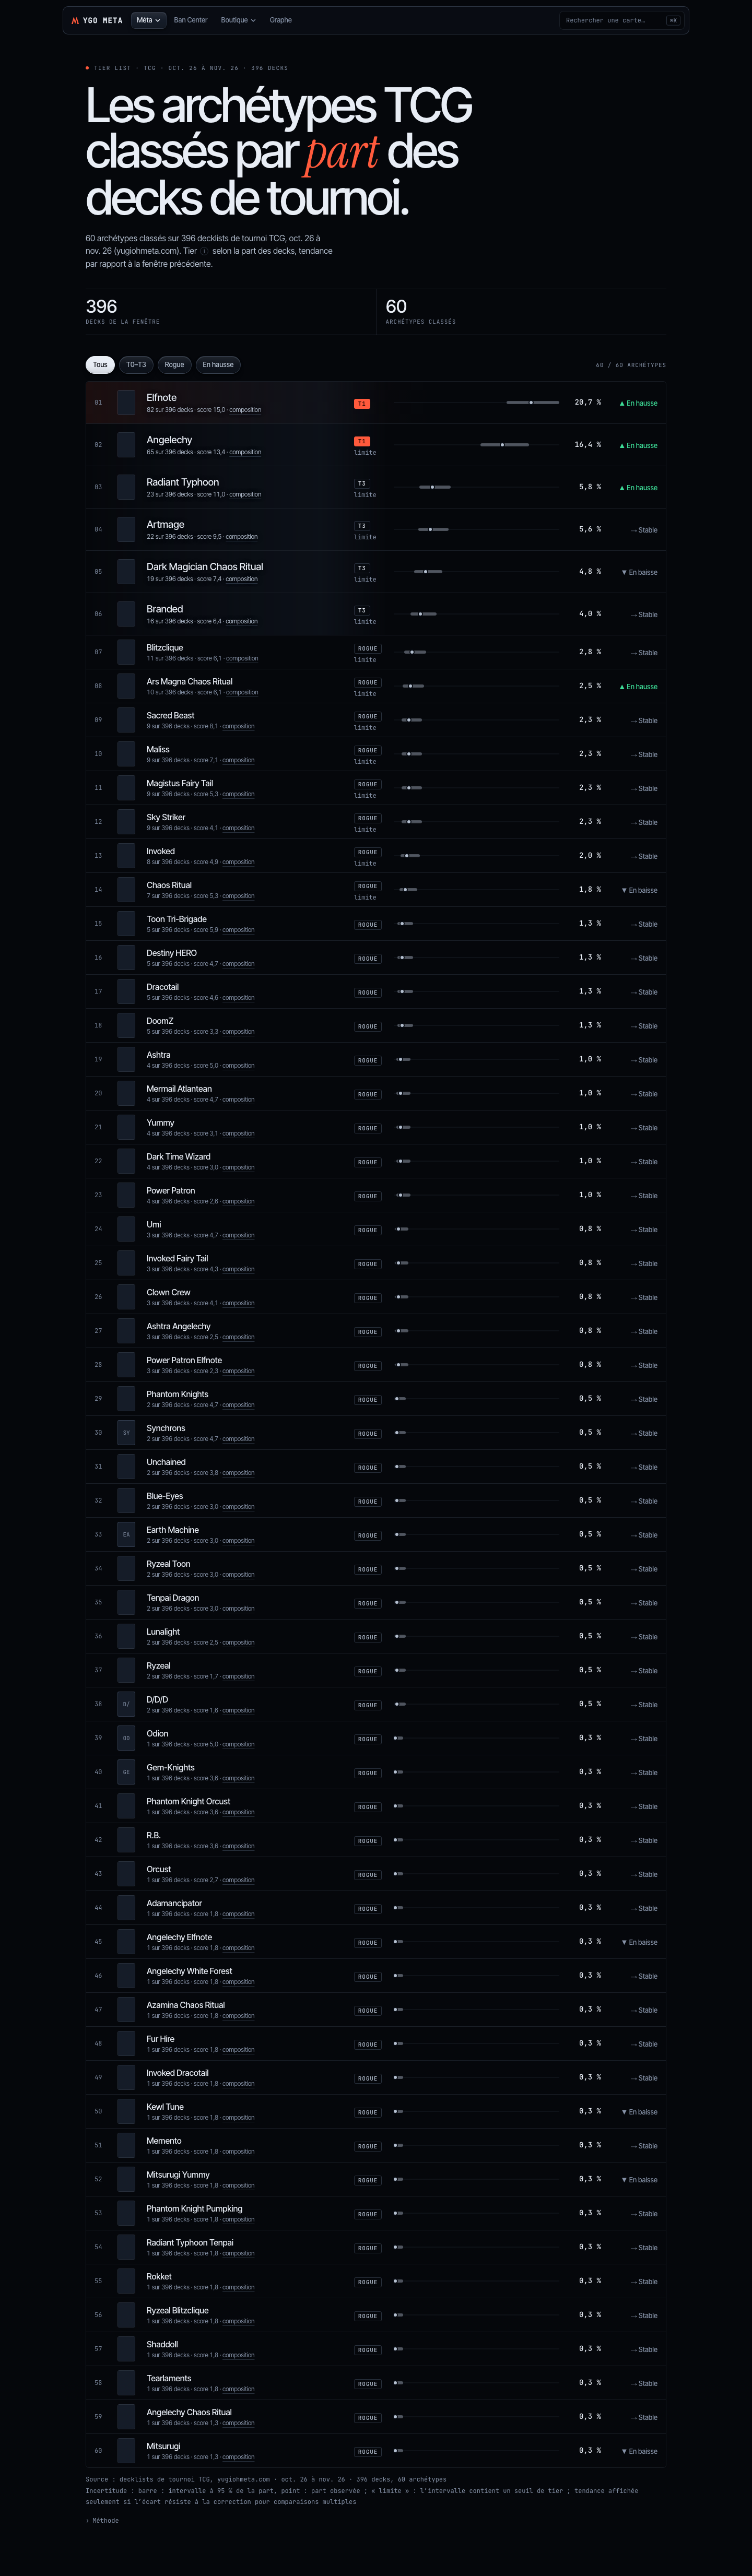 YGO META Méta Ban Center Boutique Graphe Rechercher une carte… ⌘K
TIER LIST · TCG · OCT. 26 À NOV. 26 · 396 DECKS
Les archétypes TCG
classés par part des
decks de tournoi.
60 archétypes classés sur 396 decklists de tournoi TCG, oct. 26 à
nov. 26 (yugiohmeta.com). Tier i selon la part des decks, tendance
par rapport à la fenêtre précédente.
396 60
DECKS DE LA FENÊTRE ARCHÉTYPES CLASSÉS
Tous T0–T3 Rogue En hausse 60 / 60 ARCHÉTYPES
01 Elfnote T1 20,7 % ▲ En hausse
82 sur 396 decks · score 15,0 · composition
02 Angelechy T1 16,4 % ▲ En hausse
65 sur 396 decks · score 13,4 · composition limite
03 Radiant Typhoon T3 5,8 % ▲ En hausse
23 sur 396 decks · score 11,0 · composition limite
04 Artmage T3 5,6 % → Stable
22 sur 396 decks · score 9,5 · composition limite
05 Dark Magician Chaos Ritual T3 4,8 % ▼ En baisse
19 sur 396 decks · score 7,4 · composition limite
06 Branded T3 4,0 % → Stable
16 sur 396 decks · score 6,4 · composition limite
07 Blitzclique ROGUE 2,8 % → Stable
11 sur 396 decks · score 6,1 · composition limite
08 Ars Magna Chaos Ritual ROGUE 2,5 % ▲ En hausse
10 sur 396 decks · score 6,1 · composition limite
09 Sacred Beast ROGUE 2,3 % → Stable
9 sur 396 decks · score 8,1 · composition limite
10 Maliss ROGUE 2,3 % → Stable
9 sur 396 decks · score 7,1 · composition limite
11 Magistus Fairy Tail ROGUE 2,3 % → Stable
9 sur 396 decks · score 5,3 · composition limite
12 Sky Striker ROGUE 2,3 % → Stable
9 sur 396 decks · score 4,1 · composition limite
13 Invoked ROGUE 2,0 % → Stable
8 sur 396 decks · score 4,9 · composition limite
14 Chaos Ritual ROGUE 1,8 % ▼ En baisse
7 sur 396 decks · score 5,3 · composition limite
15 Toon Tri-Brigade ROGUE 1,3 % → Stable
5 sur 396 decks · score 5,9 · composition
16 Destiny HERO ROGUE 1,3 % → Stable
5 sur 396 decks · score 4,7 · composition
17 Dracotail ROGUE 1,3 % → Stable
5 sur 396 decks · score 4,6 · composition
18 DoomZ ROGUE 1,3 % → Stable
5 sur 396 decks · score 3,3 · composition
19 Ashtra ROGUE 1,0 % → Stable
4 sur 396 decks · score 5,0 · composition
20 Mermail Atlantean ROGUE 1,0 % → Stable
4 sur 396 decks · score 4,7 · composition
21 Yummy ROGUE 1,0 % → Stable
4 sur 396 decks · score 3,1 · composition
22 Dark Time Wizard ROGUE 1,0 % → Stable
4 sur 396 decks · score 3,0 · composition
23 Power Patron ROGUE 1,0 % → Stable
4 sur 396 decks · score 2,6 · composition
24 Umi ROGUE 0,8 % → Stable
3 sur 396 decks · score 4,7 · composition
25 Invoked Fairy Tail ROGUE 0,8 % → Stable
3 sur 396 decks · score 4,3 · composition
26 Clown Crew ROGUE 0,8 % → Stable
3 sur 396 decks · score 4,1 · composition
27 Ashtra Angelechy ROGUE 0,8 % → Stable
3 sur 396 decks · score 2,5 · composition
28 Power Patron Elfnote ROGUE 0,8 % → Stable
3 sur 396 decks · score 2,3 · composition
29 Phantom Knights ROGUE 0,5 % → Stable
2 sur 396 decks · score 4,7 · composition
30 SY Synchrons ROGUE 0,5 % → Stable
2 sur 396 decks · score 4,7 · composition
31 Unchained ROGUE 0,5 % → Stable
2 sur 396 decks · score 3,8 · composition
32 Blue-Eyes ROGUE 0,5 % → Stable
2 sur 396 decks · score 3,0 · composition
33 EA Earth Machine ROGUE 0,5 % → Stable
2 sur 396 decks · score 3,0 · composition
34 Ryzeal Toon ROGUE 0,5 % → Stable
2 sur 396 decks · score 3,0 · composition
35 Tenpai Dragon ROGUE 0,5 % → Stable
2 sur 396 decks · score 3,0 · composition
36 Lunalight ROGUE 0,5 % → Stable
2 sur 396 decks · score 2,5 · composition
37 Ryzeal ROGUE 0,5 % → Stable
2 sur 396 decks · score 1,7 · composition
38 D/ D/D/D ROGUE 0,5 % → Stable
2 sur 396 decks · score 1,6 · composition
39 OD Odion ROGUE 0,3 % → Stable
1 sur 396 decks · score 5,0 · composition
40 GE Gem-Knights ROGUE 0,3 % → Stable
1 sur 396 decks · score 3,6 · composition
41 Phantom Knight Orcust ROGUE 0,3 % → Stable
1 sur 396 decks · score 3,6 · composition
42 R.B. ROGUE 0,3 % → Stable
1 sur 396 decks · score 3,6 · composition
43 Orcust ROGUE 0,3 % → Stable
1 sur 396 decks · score 2,7 · composition
44 Adamancipator ROGUE 0,3 % → Stable
1 sur 396 decks · score 1,8 · composition
45 Angelechy Elfnote ROGUE 0,3 % ▼ En baisse
1 sur 396 decks · score 1,8 · composition
46 Angelechy White Forest ROGUE 0,3 % → Stable
1 sur 396 decks · score 1,8 · composition
47 Azamina Chaos Ritual ROGUE 0,3 % → Stable
1 sur 396 decks · score 1,8 · composition
48 Fur Hire ROGUE 0,3 % → Stable
1 sur 396 decks · score 1,8 · composition
49 Invoked Dracotail ROGUE 0,3 % → Stable
1 sur 396 decks · score 1,8 · composition
50 Kewl Tune ROGUE 0,3 % ▼ En baisse
1 sur 396 decks · score 1,8 · composition
51 Memento ROGUE 0,3 % → Stable
1 sur 396 decks · score 1,8 · composition
52 Mitsurugi Yummy ROGUE 0,3 % ▼ En baisse
1 sur 396 decks · score 1,8 · composition
53 Phantom Knight Pumpking ROGUE 0,3 % → Stable
1 sur 396 decks · score 1,8 · composition
54 Radiant Typhoon Tenpai ROGUE 0,3 % → Stable
1 sur 396 decks · score 1,8 · composition
55 Rokket ROGUE 0,3 % → Stable
1 sur 396 decks · score 1,8 · composition
56 Ryzeal Blitzclique ROGUE 0,3 % → Stable
1 sur 396 decks · score 1,8 · composition
57 Shaddoll ROGUE 0,3 % → Stable
1 sur 396 decks · score 1,8 · composition
58 Tearlaments ROGUE 0,3 % → Stable
1 sur 396 decks · score 1,8 · composition
59 Angelechy Chaos Ritual ROGUE 0,3 % → Stable
1 sur 396 decks · score 1,3 · composition
60 Mitsurugi ROGUE 0,3 % ▼ En baisse
1 sur 396 decks · score 1,3 · composition
Source : decklists de tournoi TCG, yugiohmeta.com · oct. 26 à nov. 26 · 396 decks, 60 archétypes
Incertitude : barre : intervalle à 95 % de la part, point : part observée ; « limite » : l’intervalle contient un seuil de tier ; tendance affichée
seulement si l’écart résiste à la correction pour comparaisons multiples
› Méthode